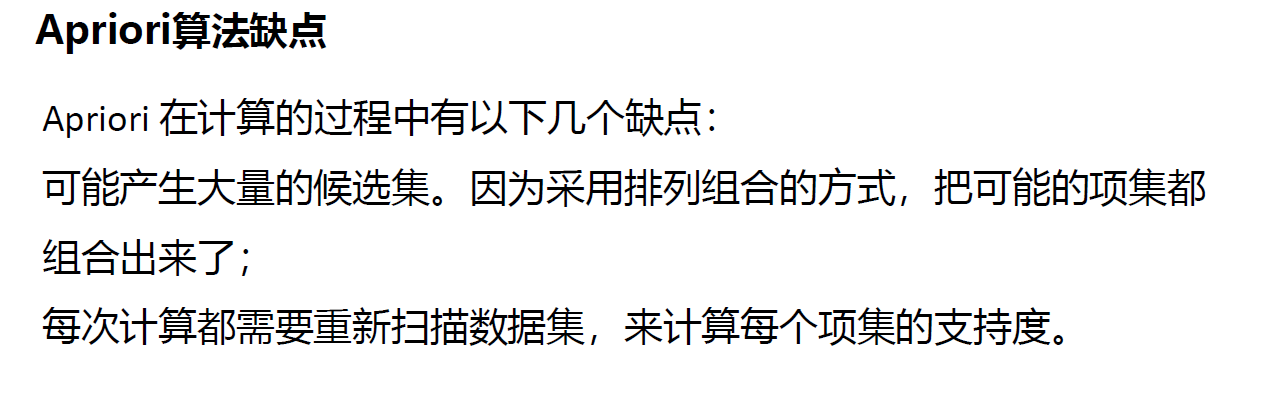 Apriori算法缺点
Apriori 在计算的过程中有以下几个缺点：
可能产生大量的候选集。因为采用排列组合的方式，把可能的项集都
组合出来了；
每次计算都需要重新扫描数据集，来计算每个项集的支持度。